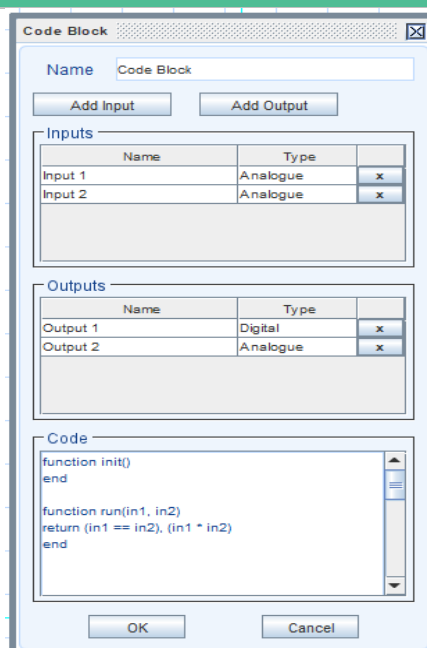 Code Block
Name Code Block
Add Input Add Output
Inputs
Name Type
Input 1 Analogue x
Input 2 Analogue x
Outputs
Name Type
Output 1 Digital x
Output 2 Analogue x
Code
function init()
end
function run(in1, in2)
return (in1 == in2), (in1 * in2)
end
OK Cancel